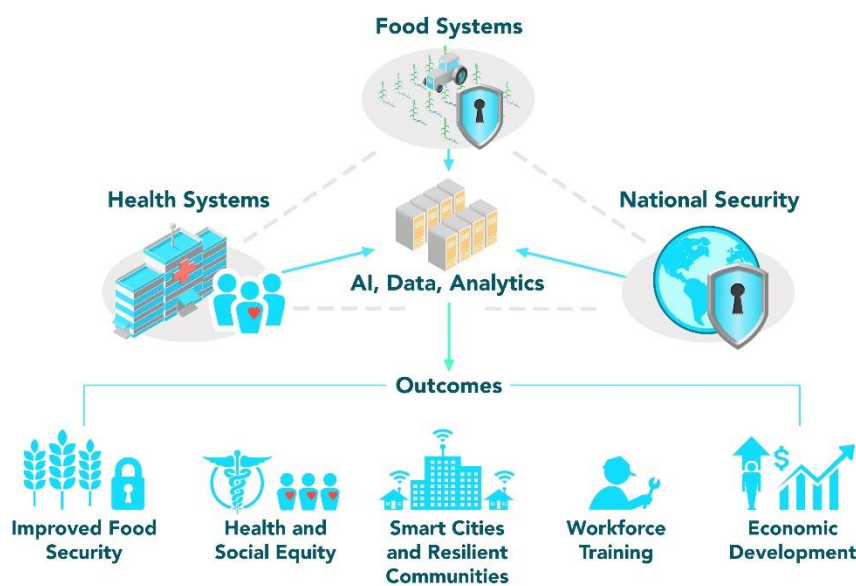 Food Systems
Health Systems
National Security
AI, Data, Analytics
Outcomes
$
Improved Food
Security
Health and
Social Equity
Smart Cities
and Resilient
Communities
Workforce
Training
Economic
Development